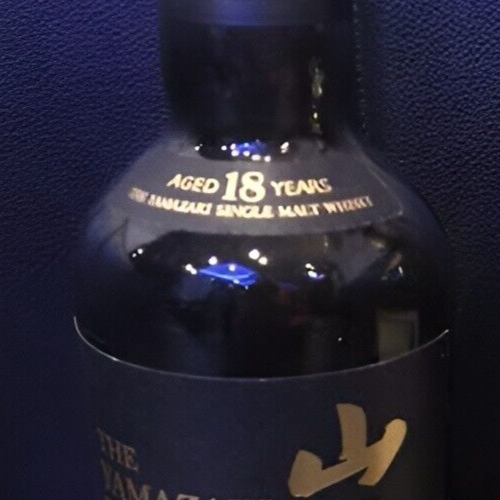 AGED 18 YEARS
THE YAMAZAKI SINGLE MALT WHISKY
THE
山